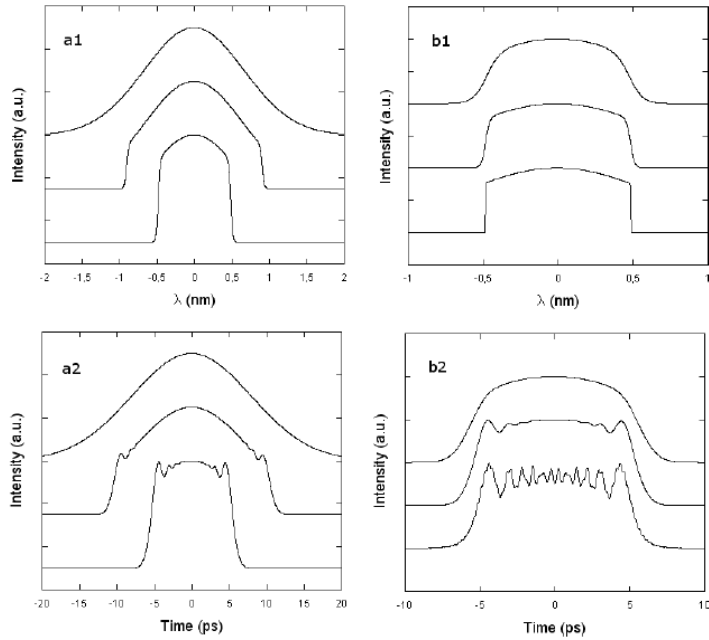 a1
Intensity (a.u.)
-2 -1,5 -1 -0,5 0 0,5 1 1,5 2
λ (nm)
b1
Intensity (a.u.)
-1 -0,5 0 0,5 1
λ (nm)
a2
Intensity (a.u.)
-20 -15 -10 -5 0 5 10 15 20
Time (ps)
b2
Intensity (a.u.)
-10 -5 0 5 10
Time (ps)